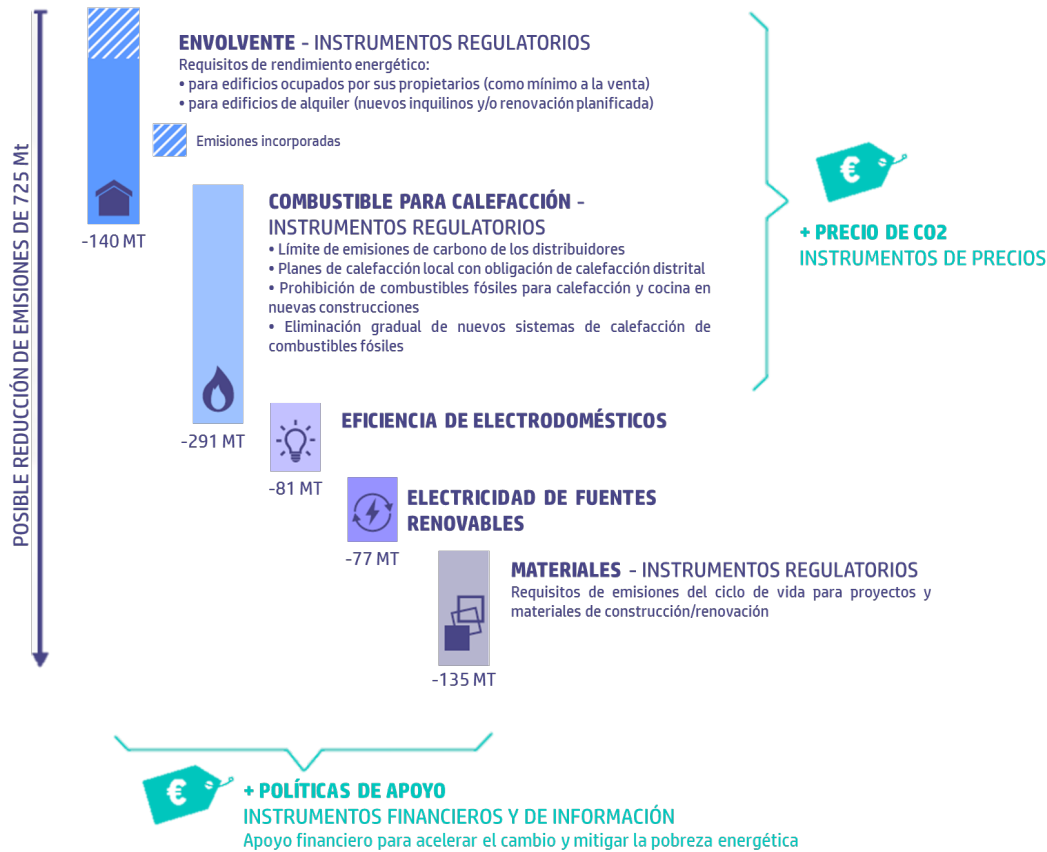 POSIBLE REDUCCIÓN DE EMISIONES DE 725 Mt
ENVOLVENTE - INSTRUMENTOS REGULATORIOS
Requisitos de rendimiento energético:
• para edificios ocupados por sus propietarios (como mínimo a la venta)
• para edificios de alquiler (nuevos inquilinos y/o renovación planificada)
Emisiones incorporadas
-140 MT
COMBUSTIBLE PARA CALEFACCIÓN -
INSTRUMENTOS REGULATORIOS
• Límite de emisiones de carbono de los distribuidores
• Planes de calefacción local con obligación de calefacción distrital
• Prohibición de combustibles fósiles para calefacción y cocina en
nuevas construcciones
• Eliminación gradual de nuevos sistemas de calefacción de
combustibles fósiles
-291 MT
€
+ PRECIO DE CO2
INSTRUMENTOS DE PRECIOS
EFICIENCIA DE ELECTRODOMÉSTICOS
-81 MT
ELECTRICIDAD DE FUENTES
RENOVABLES
-77 MT
MATERIALES - INSTRUMENTOS REGULATORIOS
Requisitos de emisiones del ciclo de vida para proyectos y
materiales de construcción/renovación
-135 MT
€
+ POLÍTICAS DE APOYO
INSTRUMENTOS FINANCIEROS Y DE INFORMACIÓN
Apoyo financiero para acelerar el cambio y mitigar la pobreza energética